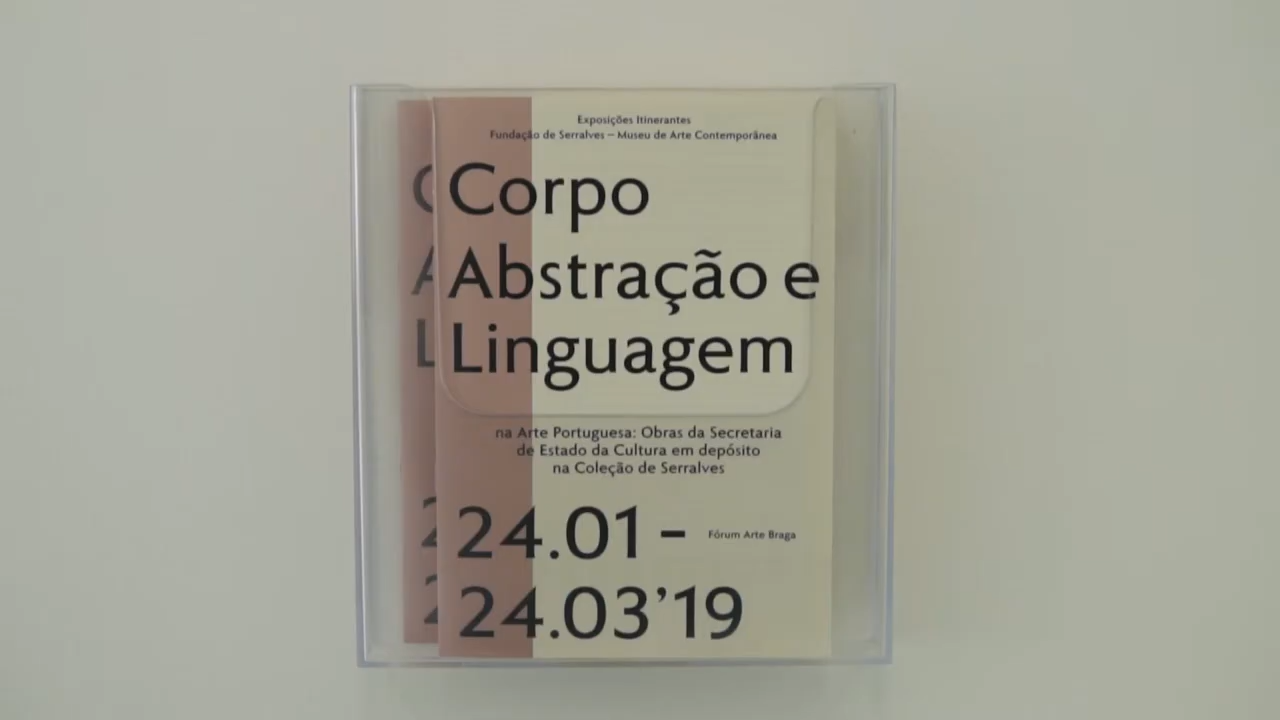 Exposições Itinerantes
Fundação de Serralves – Museu de Arte Contemporânea
Corpo
Abstração e
Linguagem
na Arte Portuguesa: Obras da Secretaria
de Estado da Cultura em depósito
na Coleção de Serralves
24.01 – Fórum Arte Braga
24.03’19